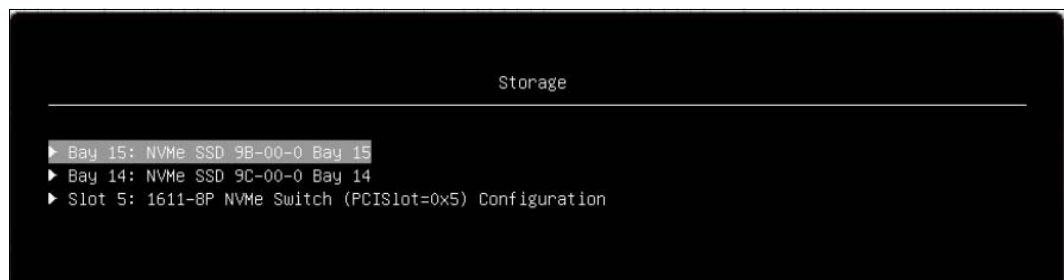 Storage
▶ Bay 15: NVMe SSD 9B-00-0 Bay 15
▶ Bay 14: NVMe SSD 9C-00-0 Bay 14
▶ Slot 5: 1611-8P NVMe Switch (PCISlot=0x5) Configuration